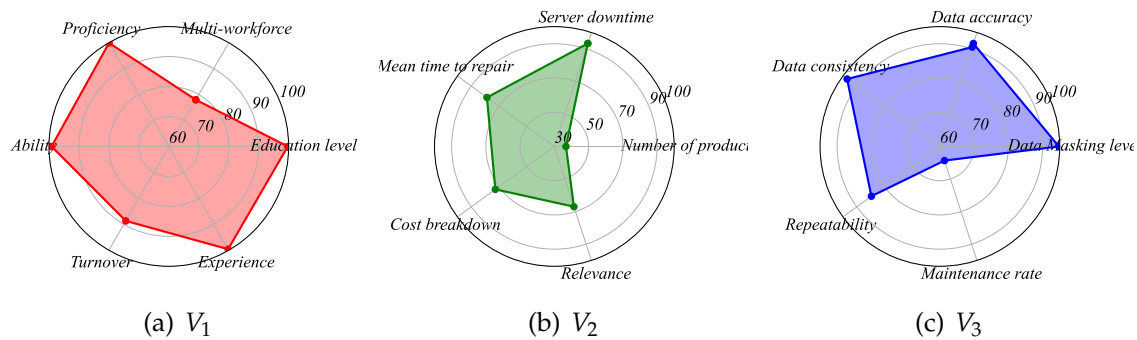 Proficiency
Multi-workforce
Ability
Education level
Turnover
Experience
60
70
80
90
100
(a) V1
Server downtime
Mean time to repair
Number of product
Cost breakdown
Relevance
30
50
70
90
100
(b) V2
Data accuracy
Data consistency
Data Masking leve
Repeatability
Maintenance rate
60
70
80
90
100
(c) V3